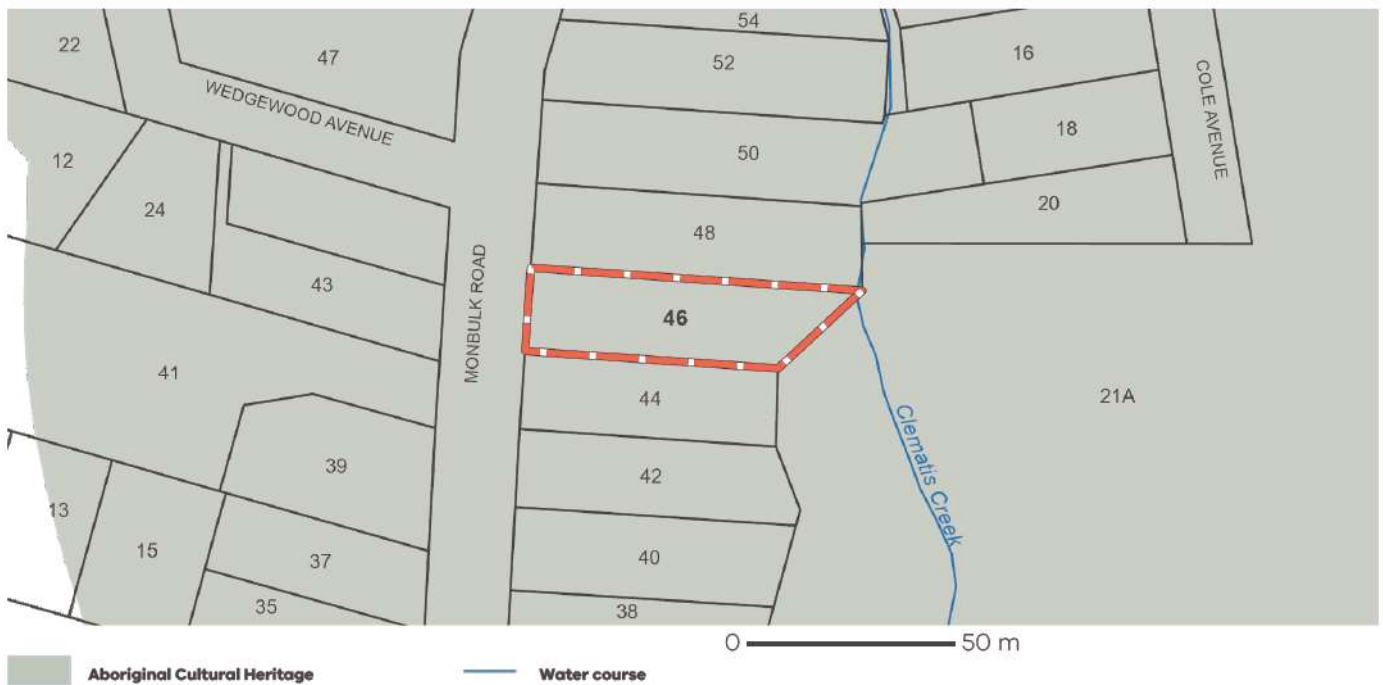 54
22
47
52
16
COLE AVENUE
WEDGEWOOD AVENUE
18
12
50
24
20
48
43
MONBULK ROAD
46
41
44
21A
Clematis Creek
39
42
13
15
37
40
35
38
0 50 m
Aboriginal Cultural Heritage
Water course